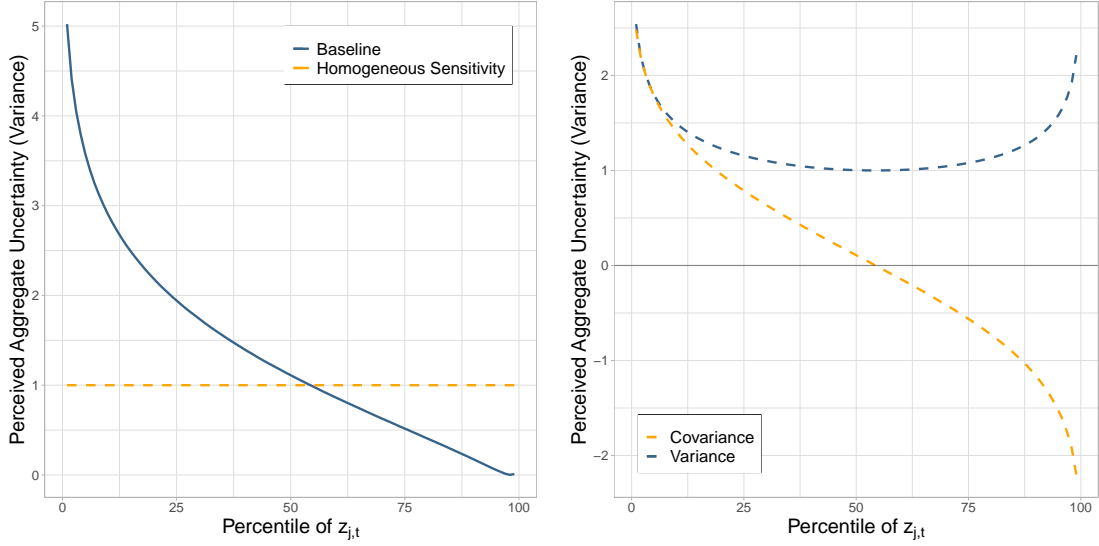 Perceived Aggregate Uncertainty (Variance)
5
4
3
2
1
0
0
25
50
75
100
Percentile of z_{j,t}
Baseline
Homogeneous Sensitivity
Perceived Aggregate Uncertainty (Variance)
2
1
0
−1
−2
0
25
50
75
100
Percentile of z_{j,t}
Covariance
Variance